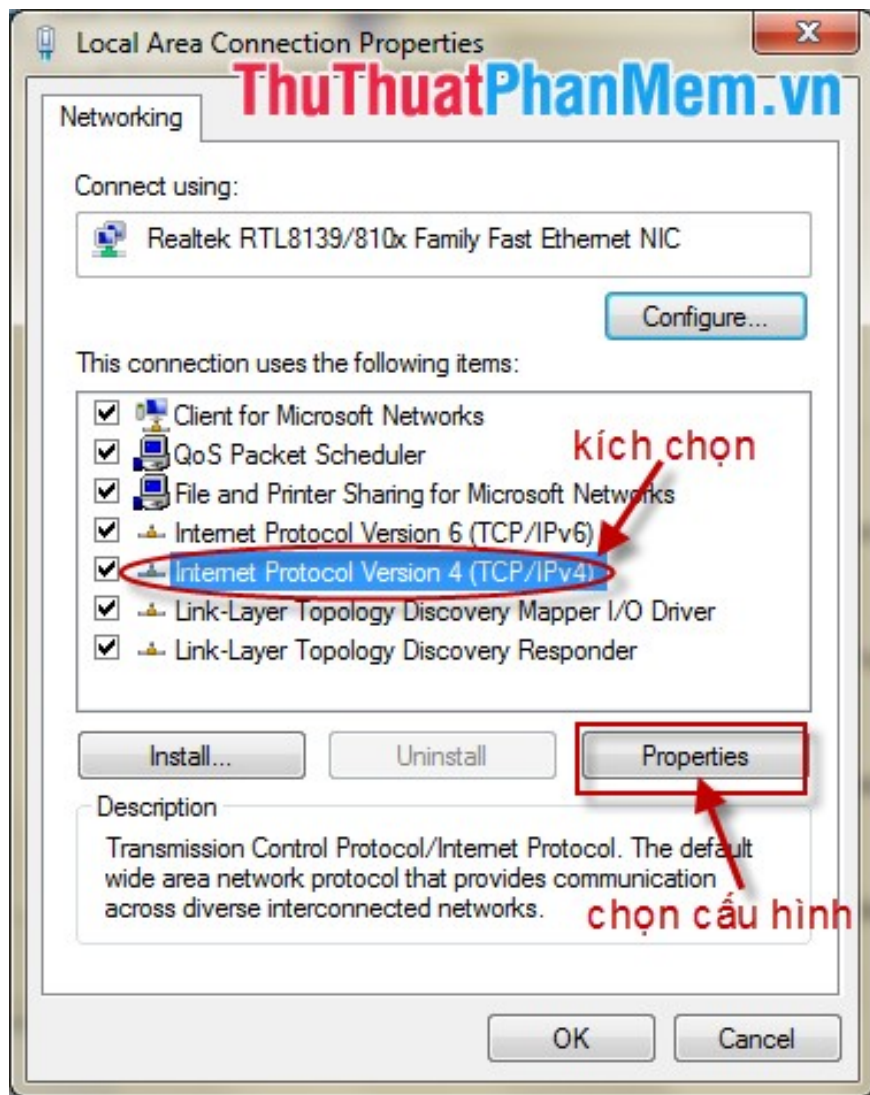 Local Area Connection Properties
ThuThuatPhanMem.vn
Networking
Connect using:
Realtek RTL8139/810x Family Fast Ethernet NIC
Configure...
This connection uses the following items:
Client for Microsoft Networks
kích chọn
QoS Packet Scheduler
File and Printer Sharing for Microsoft Networks
Internet Protocol Version 6 (TCP/IPv6)
Internet Protocol Version 4 (TCP/IPv4)
Link-Layer Topology Discovery Mapper I/O Driver
Link-Layer Topology Discovery Responder
Install...
Uninstall
Properties
Description
Transmission Control Protocol/Internet Protocol. The default
wide area network protocol that provides communication
across diverse interconnected networks.
chọn cấu hình
OK
Cancel